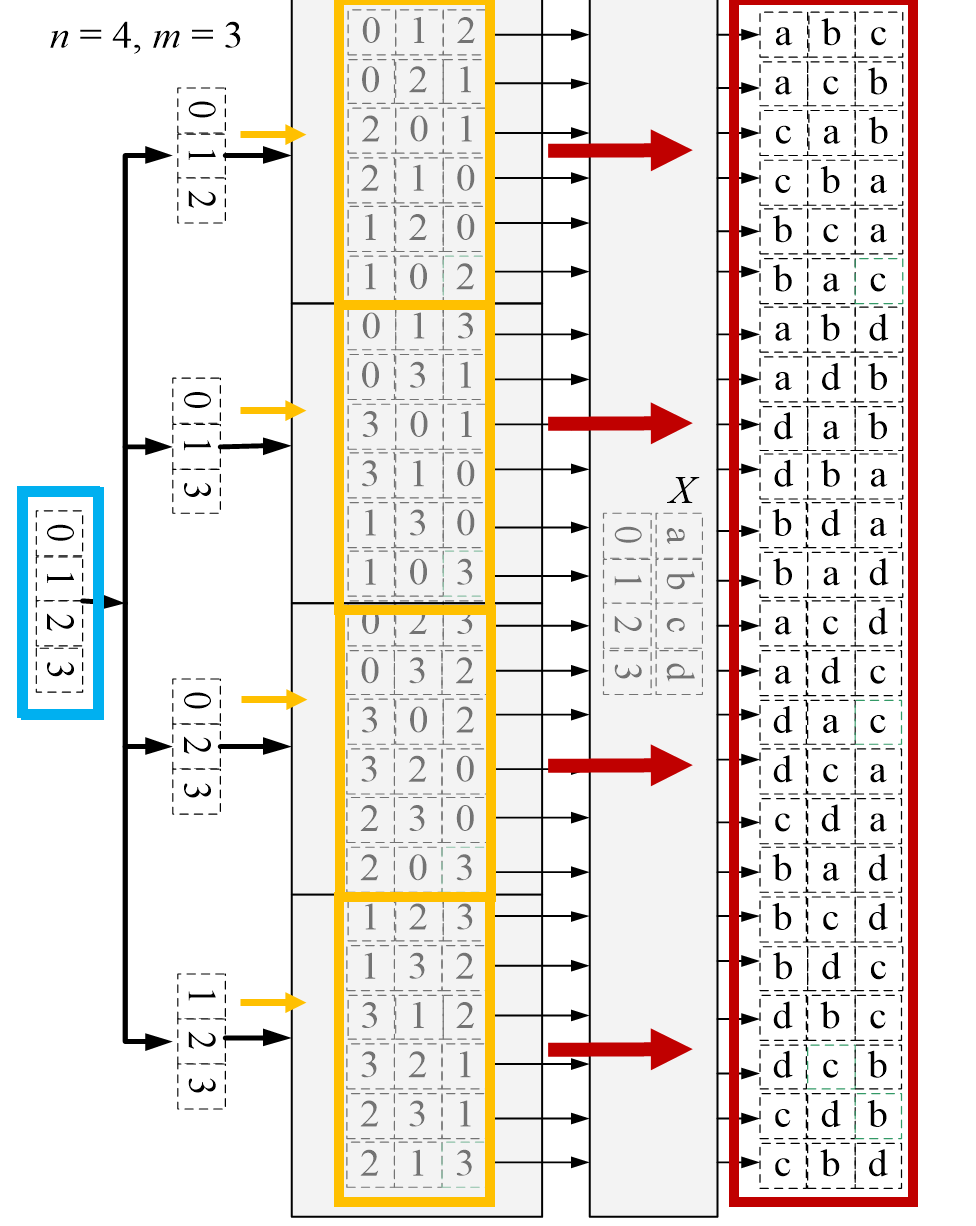 n = 4, m = 3
0 1 2 3
0 1 2
0 1 3
0 2 3
1 2 3
0 1 2
0 2 1
2 0 1
2 1 0
1 2 0
1 0 2
0 1 3
0 3 1
3 0 1
3 1 0
1 3 0
1 0 3
0 2 3
0 3 2
3 0 2
3 2 0
2 3 0
2 0 3
1 2 3
1 3 2
3 1 2
3 2 1
2 3 1
2 1 3
X
a b c d
0 1 2 3
a b c
a c b
c a b
c b a
b c a
b a c
a b d
a d b
d a b
d b a
b d a
b a d
a c d
a d c
d a c
d c a
c d a
b a d
b c d
b d c
d b c
d c b
c d b
c b d